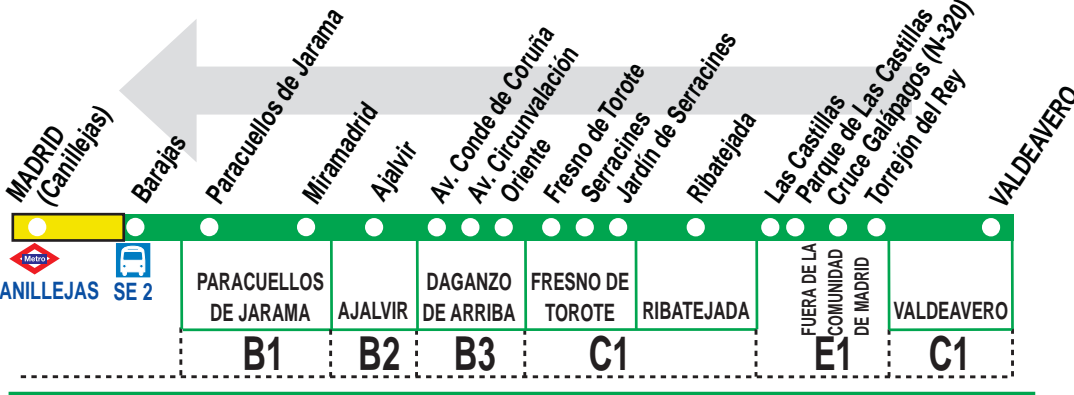 MADRID
(Canillejas)
Barajas
Paracuellos de Jarama
Miramadrid
Ajalvir
Av. Conde de Coruña
Av. Circunvalación
Oriente
Fresno de Torote
Serracines
Jardín de Serracines
Ribatejada
Las Castillas
Parque de Las Castillas
Cruce Galápagos (N-320)
Torrejón del Rey
VALDEAVERO
Metro
ANILLEJAS
SE 2
PARACUELLOS
DE JARAMA
AJALVIR
DAGANZO
DE ARRIBA
FRESNO DE
TOROTE
RIBATEJADA
FUERA DE LA
COMUNIDAD
DE MADRID
VALDEAVERO
B1
B2
B3
C1
E1
C1